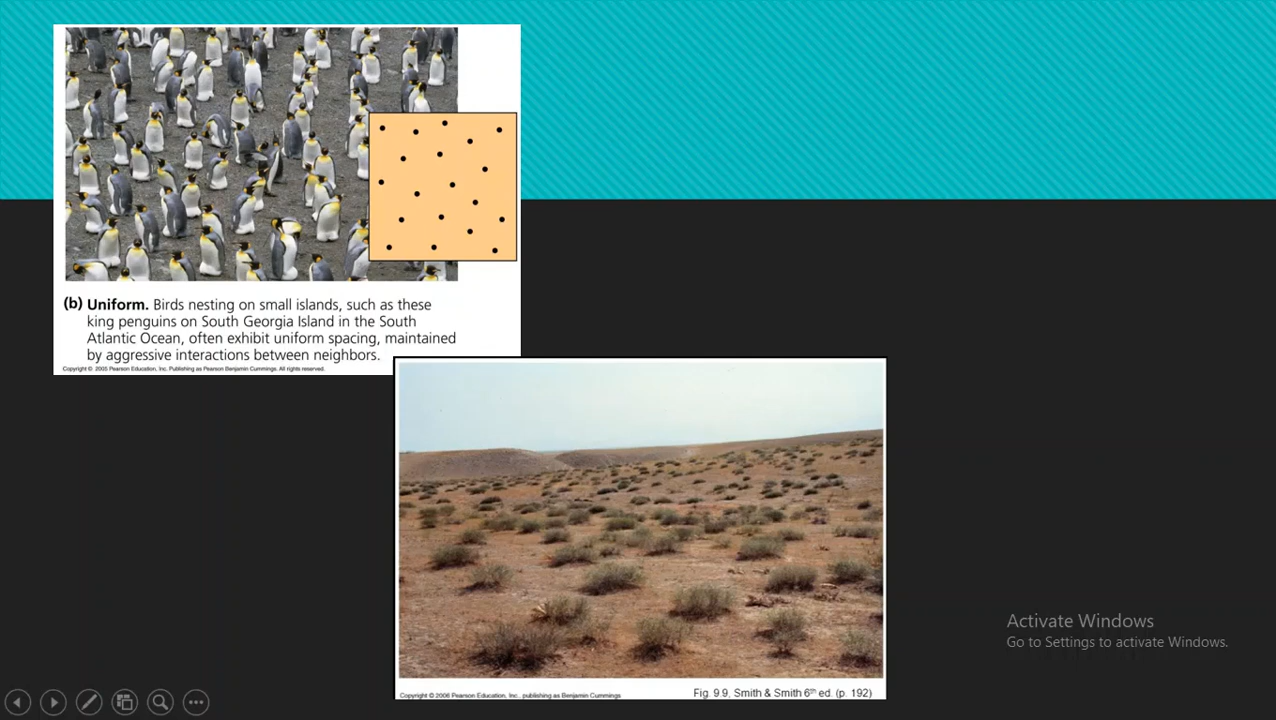 (b) Uniform. Birds nesting on small islands, such as these
king penguins on South Georgia Island in the South
Atlantic Ocean, often exhibit uniform spacing, maintained
by aggressive interactions between neighbors.
Copyright © 2005 Pearson Education, Inc. Publishing as Pearson Benjamin Cummings. All rights reserved.
Copyright © 2006 Pearson Education, Inc., publishing as Benjamin Cummings
Fig. 9.9, Smith & Smith 6th ed. (p. 192)
Activate Windows
Go to Settings to activate Windows.